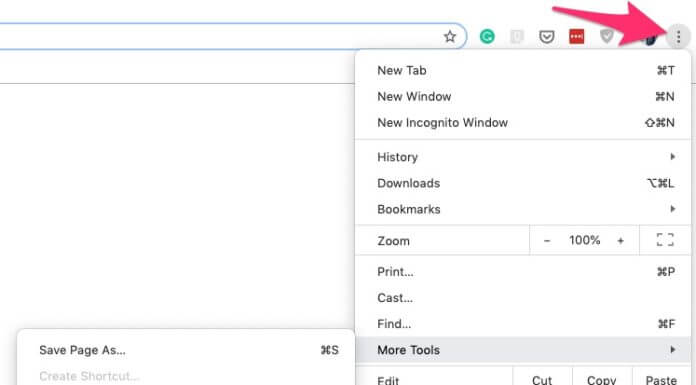 New Tab ⌘T
New Window ⌘N
New Incognito Window ⇧⌘N
History
Downloads ⌥⌘L
Bookmarks
Zoom - 100% +
Print... ⌘P
Cast...
Find... ⌘F
More Tools
Save Page As... ⌘S
Create Shortcut...
Edit Cut Copy Paste